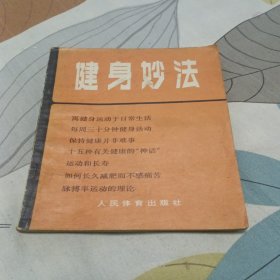 健身妙法
寓健身运动于日常生活
每周三十分钟健身活动
保持健康并非难事
十五种有关健康的“神话”
运动和长寿
如何长久减肥而不感痛苦
脉搏率运动的理论
人民体育出版社